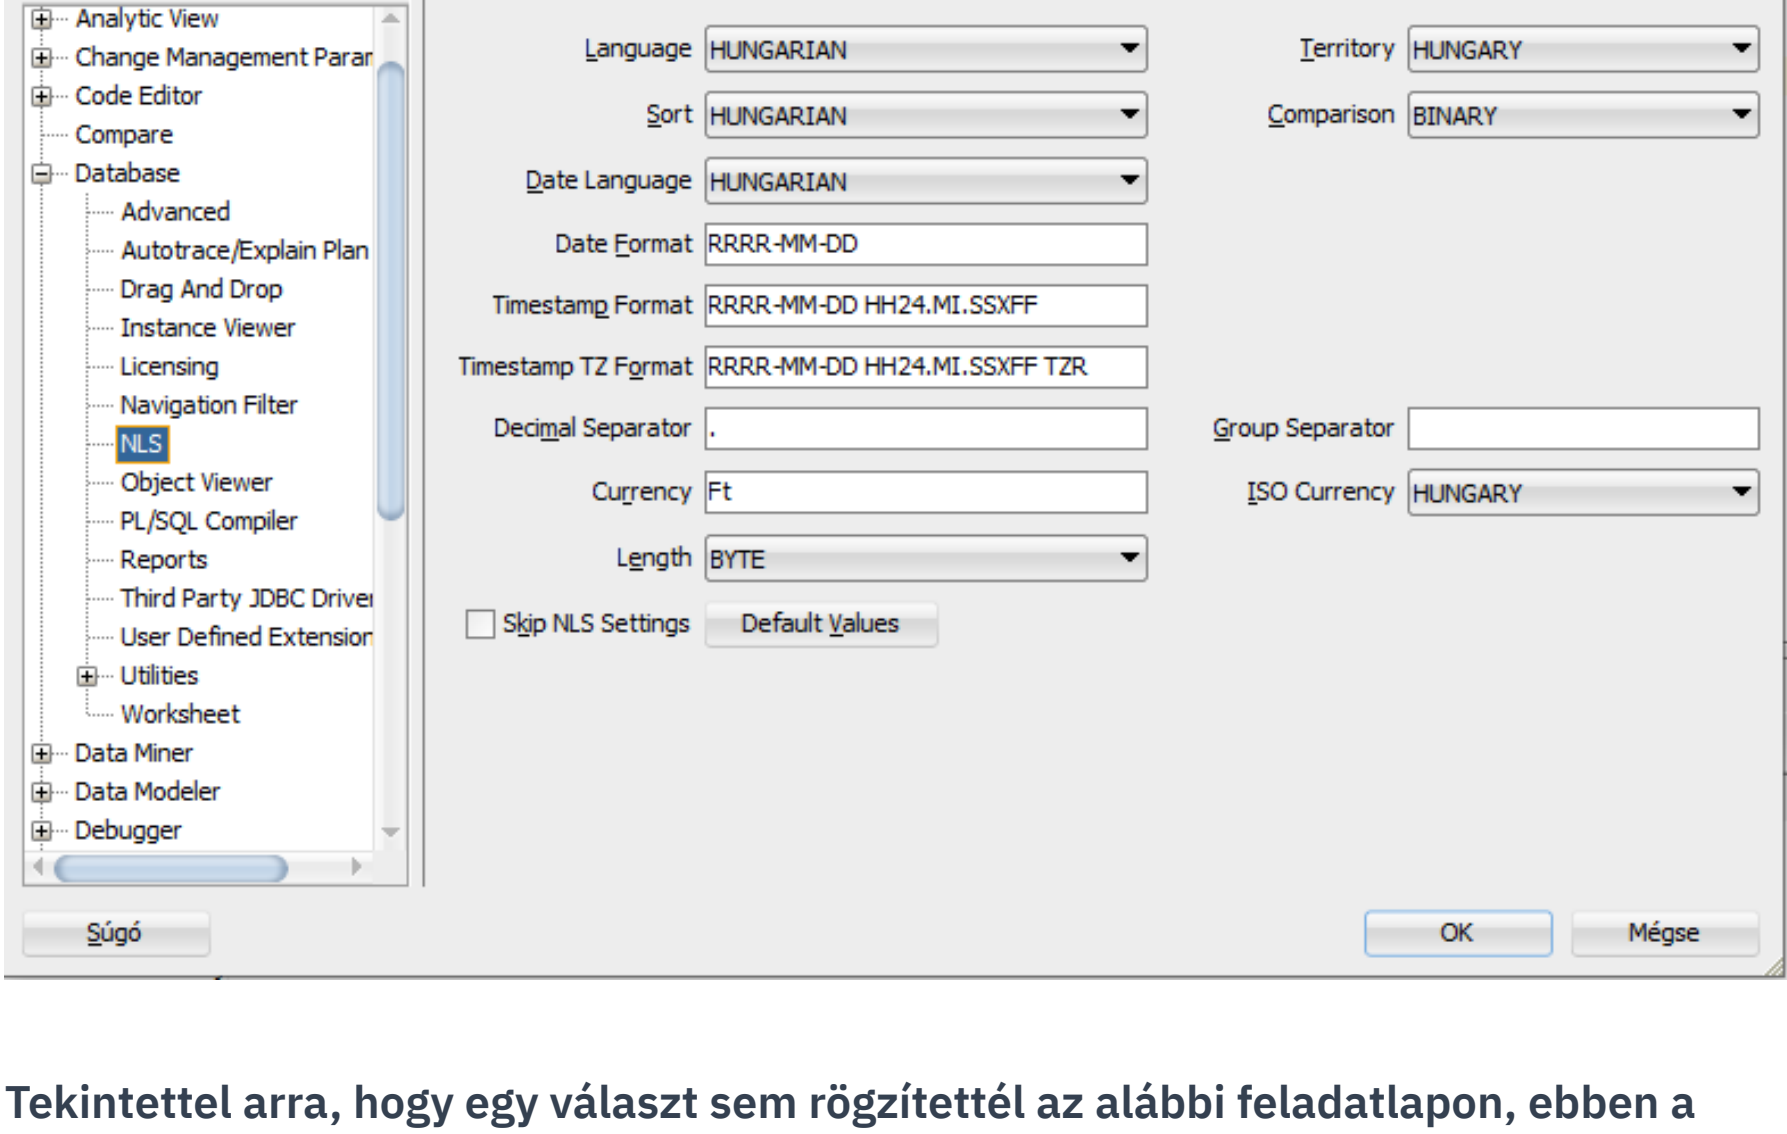 Analytic View
Change Management Param
Code Editor
Compare
Database
Advanced
Autotrace/Explain Plan
Drag And Drop
Instance Viewer
Licensing
Navigation Filter
NLS
Object Viewer
PL/SQL Compiler
Reports
Third Party JDBC Driver
User Defined Extension
Utilities
Worksheet
Data Miner
Data Modeler
Debugger
Language HUNGARIAN Territory HUNGARY
Sort HUNGARIAN Comparison BINARY
Date Language HUNGARIAN
Date Format RRRR-MM-DD
Timestamp Format RRRR-MM-DD HH24.MI.SSXFF
Timestamp TZ Format RRRR-MM-DD HH24.MI.SSXFF TZR
Decimal Separator . Group Separator
Currency Ft ISO Currency HUNGARY
Length BYTE
Skip NLS Settings Default Values
Súgó OK Mégse
Tekintettel arra, hogy egy választ sem rögzítettél az alábbi feladatlapon, ebben a